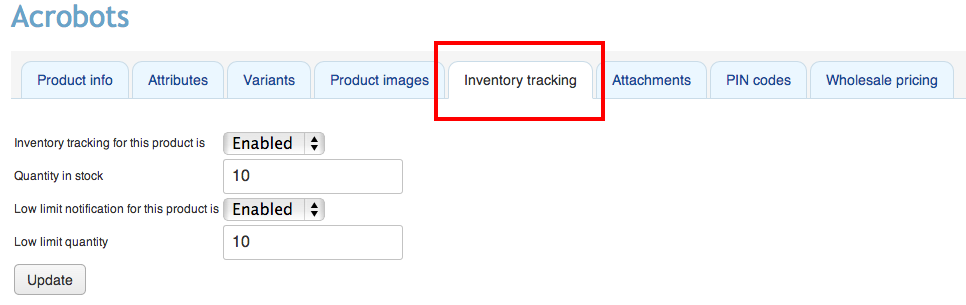 Acrobots
Product info Attributes Variants Product images Inventory tracking Attachments PIN codes Wholesale pricing
Inventory tracking for this product is Enabled
Quantity in stock 10
Low limit notification for this product is Enabled
Low limit quantity 10
Update